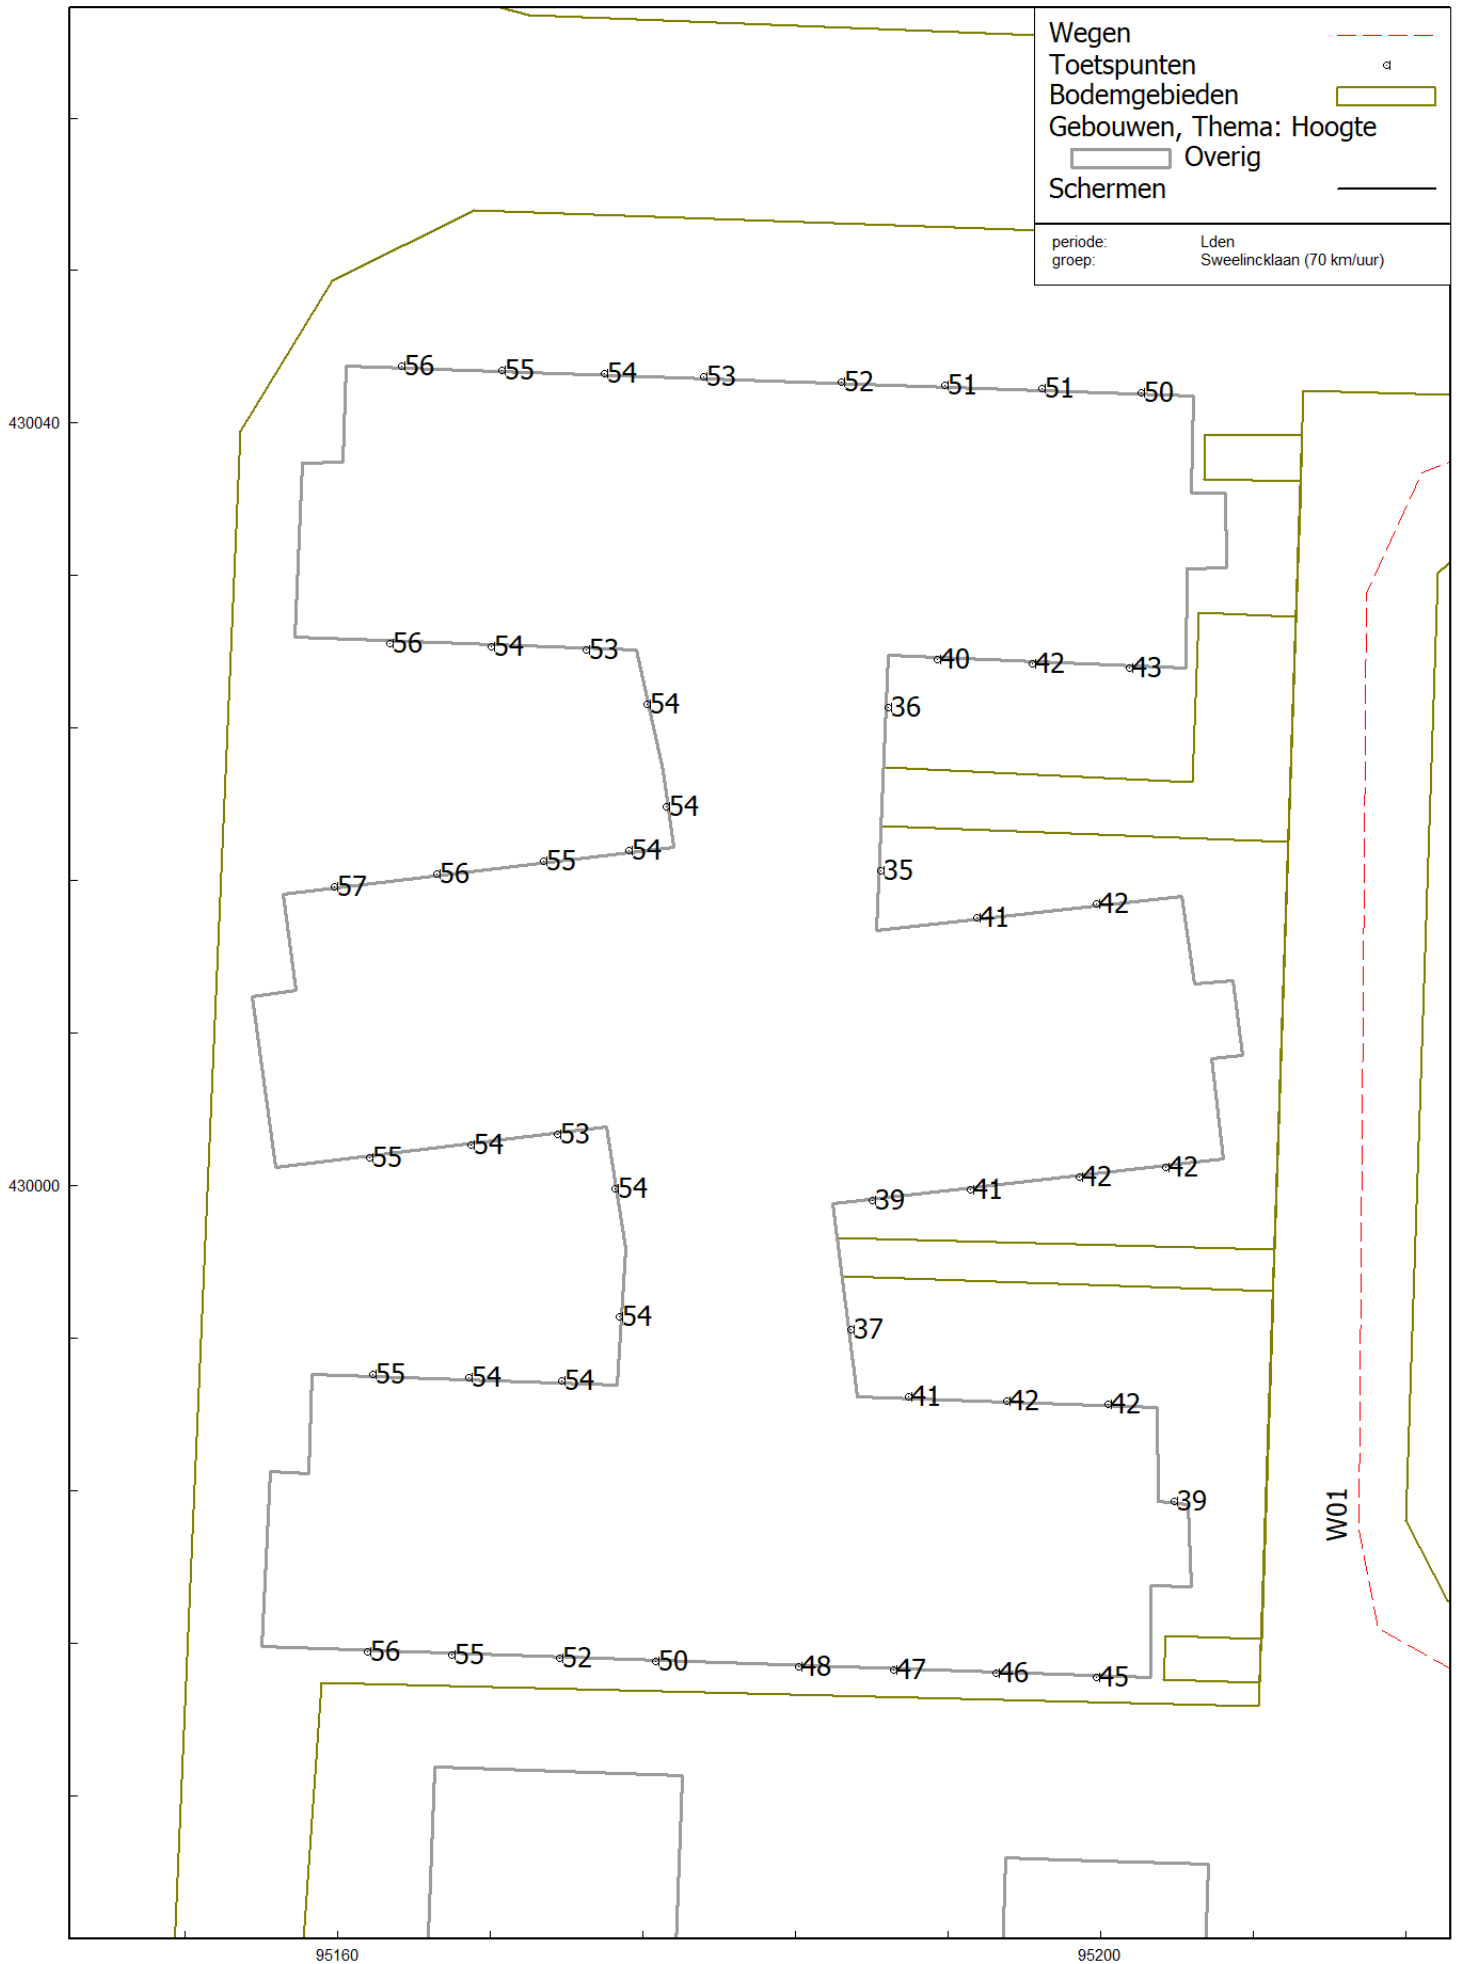 Wegen
Toetspunten
Bodemgebieden
Gebouwen, Thema: Hoogte
Overig
Schermen
periode: Lden
groep: Sweelincklaan (70 km/uur)
56 55 54 53 52 51 51 50
430040
56 54 53 40 42 43
54 36
54
54 35
55
56
57 41 42
53
54
55 42
42
41
39
54
430000
54 37
55 54 54 41 42 42
39
W01
56 55 52 50 48 47 46 45
95160 95200